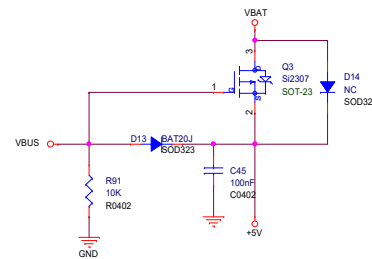 VBAT
3
D
Q3
Si2307
SOT-23
D14
NC
SOD32
1
G
S
2
VBUS
D13
BAT20J
SOD323
R91
10K
R0402
C45
100nF
C0402
GND
+5V